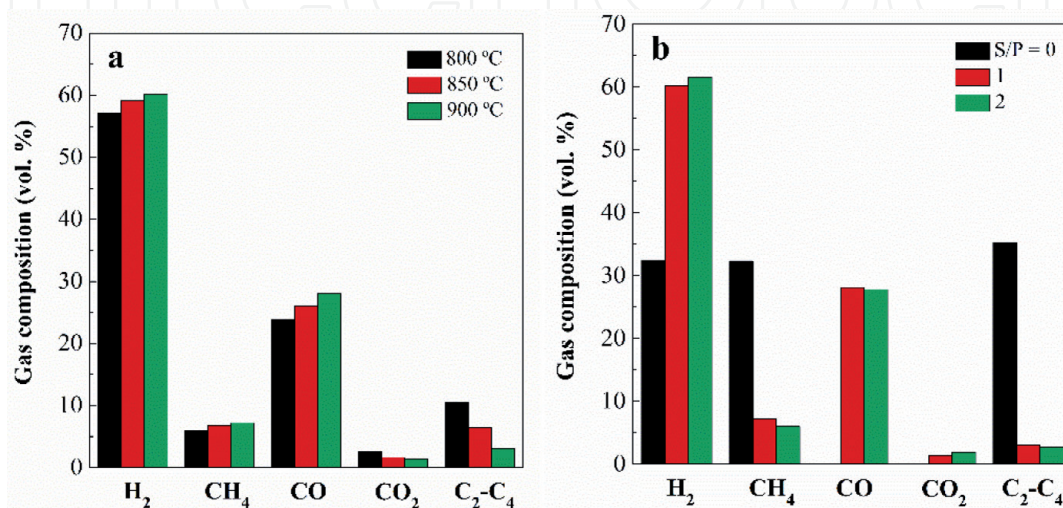 a
800 ºC
850 ºC
900 ºC
Gas composition (vol. %)
70
60
50
40
30
20
10
0
H₂ CH₄ CO CO₂ C₂-C₄
b
S/P = 0
1
2
Gas composition (vol. %)
70
60
50
40
30
20
10
0
H₂ CH₄ CO CO₂ C₂-C₄